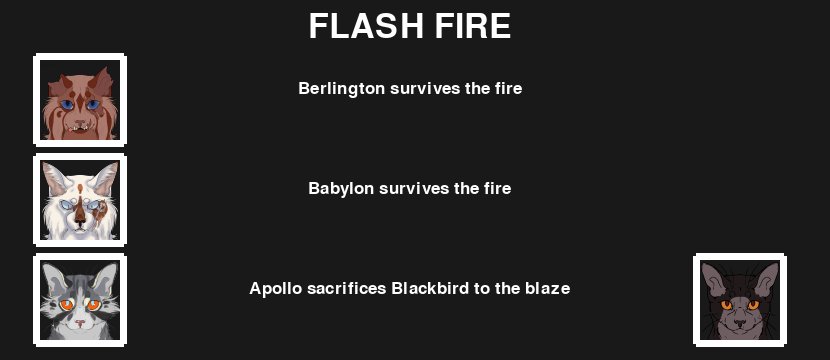 FLASH FIRE
Berlington survives the fire
Babylon survives the fire
Apollo sacrifices Blackbird to the blaze